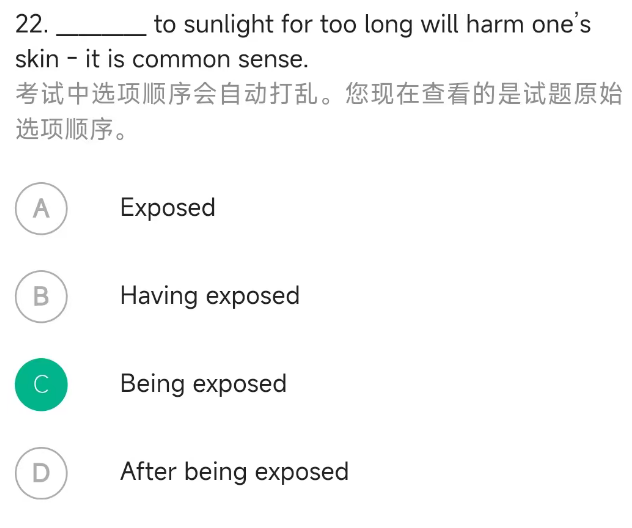 22. ________ to sunlight for too long will harm one's
skin - it is common sense.
考试中选项顺序会自动打乱。您现在查看的是试题原始
选项顺序。
A Exposed
B Having exposed
C Being exposed
D After being exposed